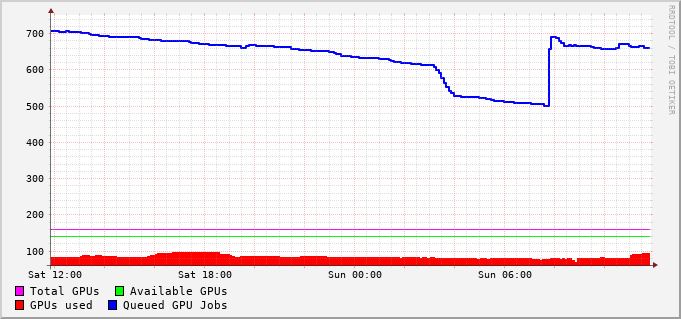 700
600
500
400
300
200
100
Sat 12:00 Sat 18:00 Sun 00:00 Sun 06:00
Total GPUs Available GPUs
GPUs used Queued GPU Jobs
RRDTOOL / TOBI OETIKER